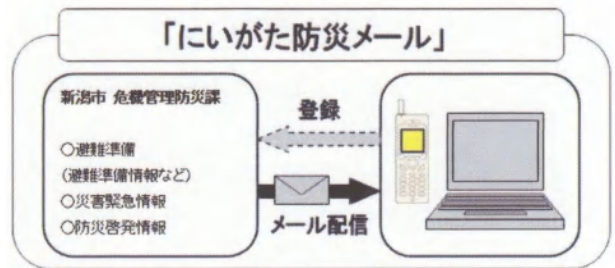 「にいがた防災メール」
新潟市 危機管理防災課
○避難準備
(避難準備情報など)
○災害緊急情報
○防災啓発情報
登録
メール配信